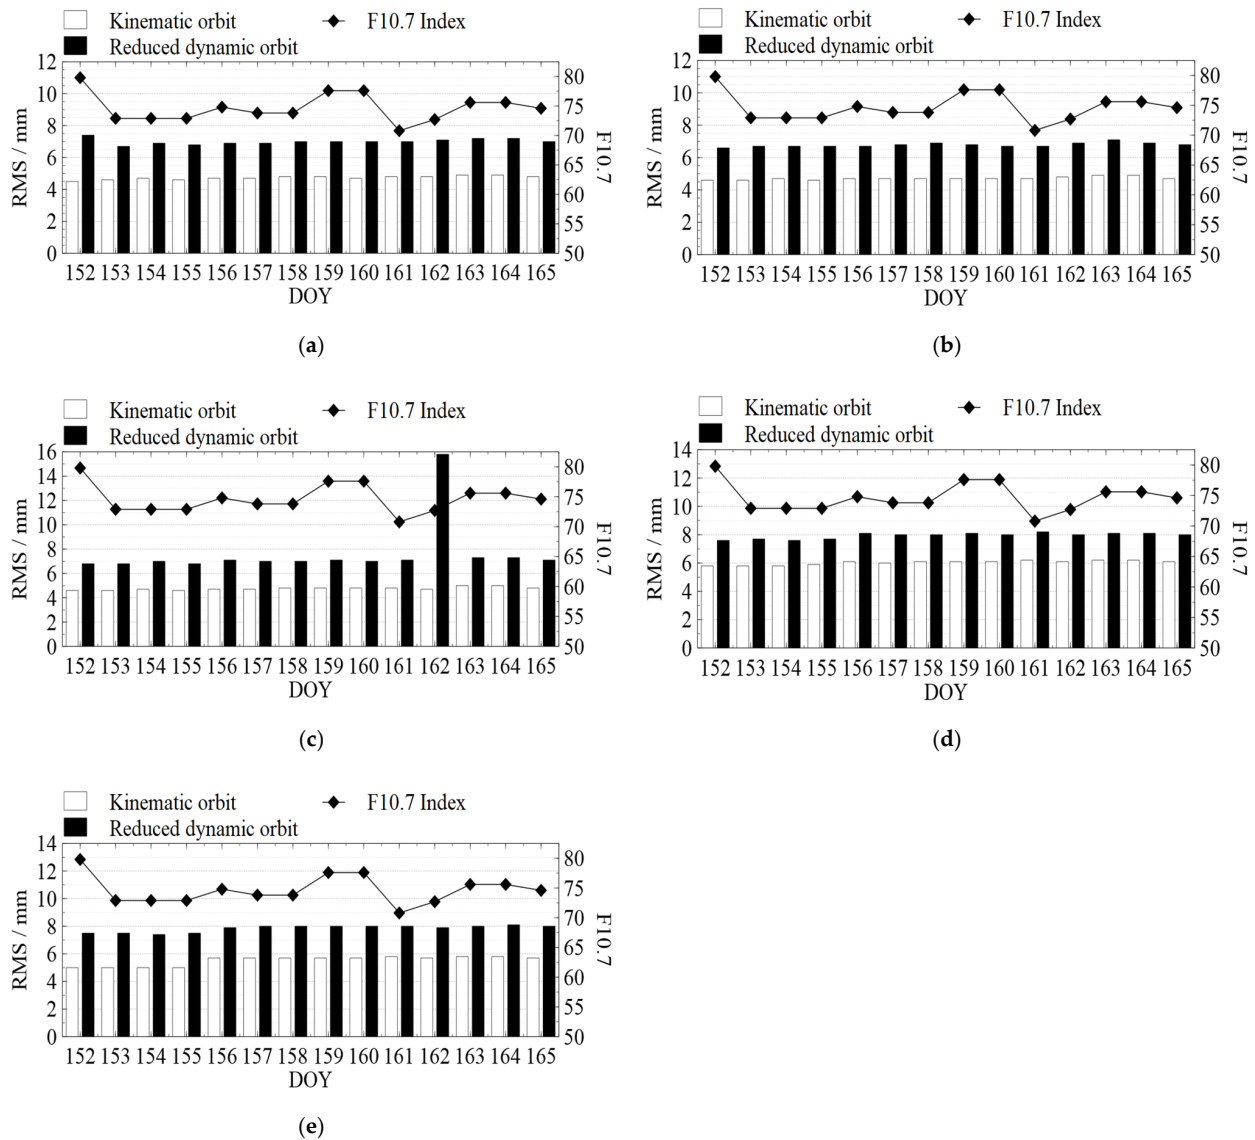 Kinematic orbit F10.7 Index
Reduced dynamic orbit
12 10 8 6 4 2 0
RMS / mm
80 75 70 65 60 55 50
F10.7
152 153 154 155 156 157 158 159 160 161 162 163 164 165
DOY
(a)
Kinematic orbit F10.7 Index
Reduced dynamic orbit
12 10 8 6 4 2 0
RMS / mm
80 75 70 65 60 55 50
F10.7
152 153 154 155 156 157 158 159 160 161 162 163 164 165
DOY
(b)
Kinematic orbit F10.7 Index
Reduced dynamic orbit
16 14 12 10 8 6 4 2 0
RMS / mm
80 75 70 65 60 55 50
F10.7
152 153 154 155 156 157 158 159 160 161 162 163 164 165
DOY
(c)
Kinematic orbit F10.7 Index
Reduced dynamic orbit
14 12 10 8 6 4 2 0
RMS / mm
80 75 70 65 60 55 50
F10.7
152 153 154 155 156 157 158 159 160 161 162 163 164 165
DOY
(d)
Kinematic orbit F10.7 Index
Reduced dynamic orbit
14 12 10 8 6 4 2 0
RMS / mm
80 75 70 65 60 55 50
F10.7
152 153 154 155 156 157 158 159 160 161 162 163 164 165
DOY
(e)